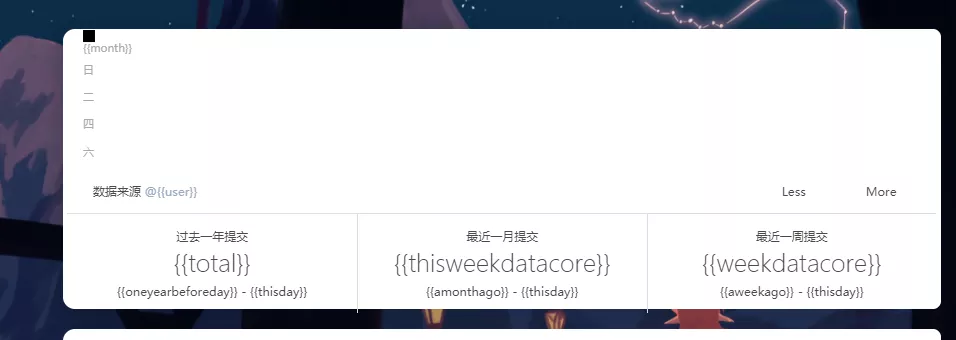 {{month}}
日
二
四
六
数据来源 @{{user}} Less More
过去一年提交 最近一月提交 最近一周提交
{{total}} {{thisweekdatacore}} {{weekdatacore}}
{{oneyearbeforeday}} - {{thisday}} {{amonthago}} - {{thisday}} {{aweekago}} - {{thisday}}